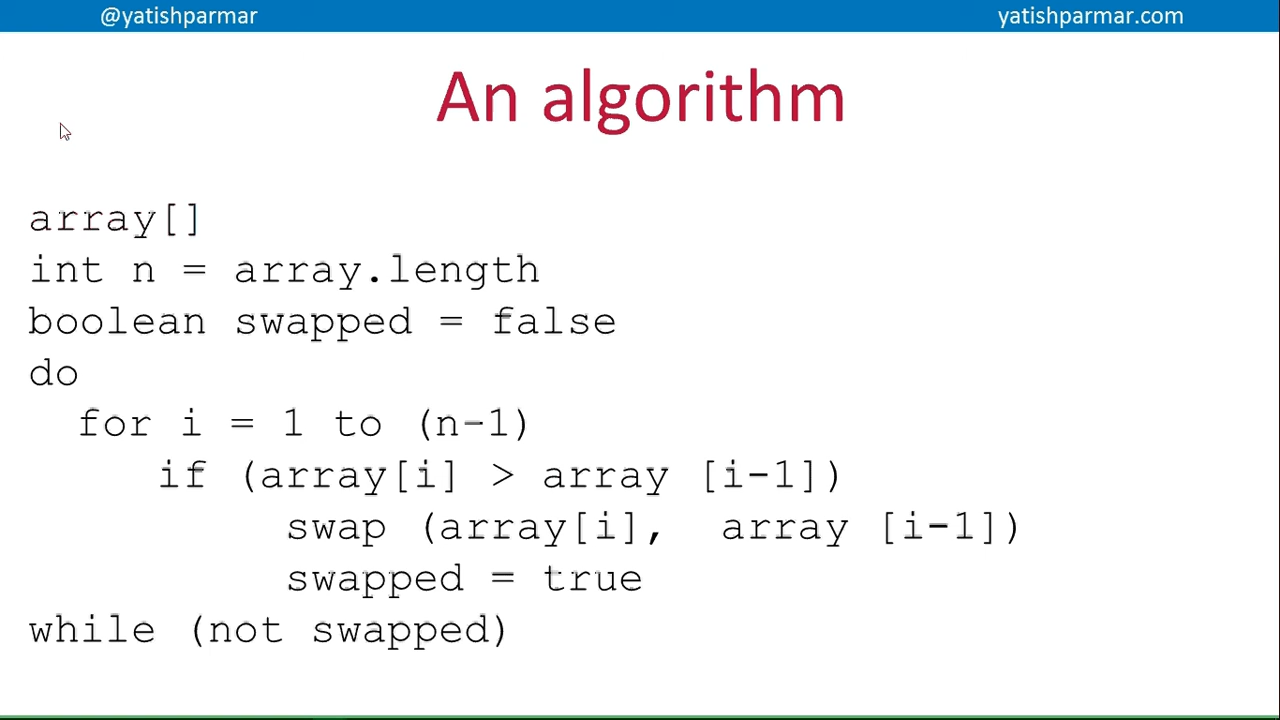 @yatishparmar yatishparmar.com
An algorithm
array[]
int n = array.length
boolean swapped = false
do
for i = 1 to (n-1)
if (array[i] > array [i-1])
swap (array[i], array [i-1])
swapped = true
while (not swapped)